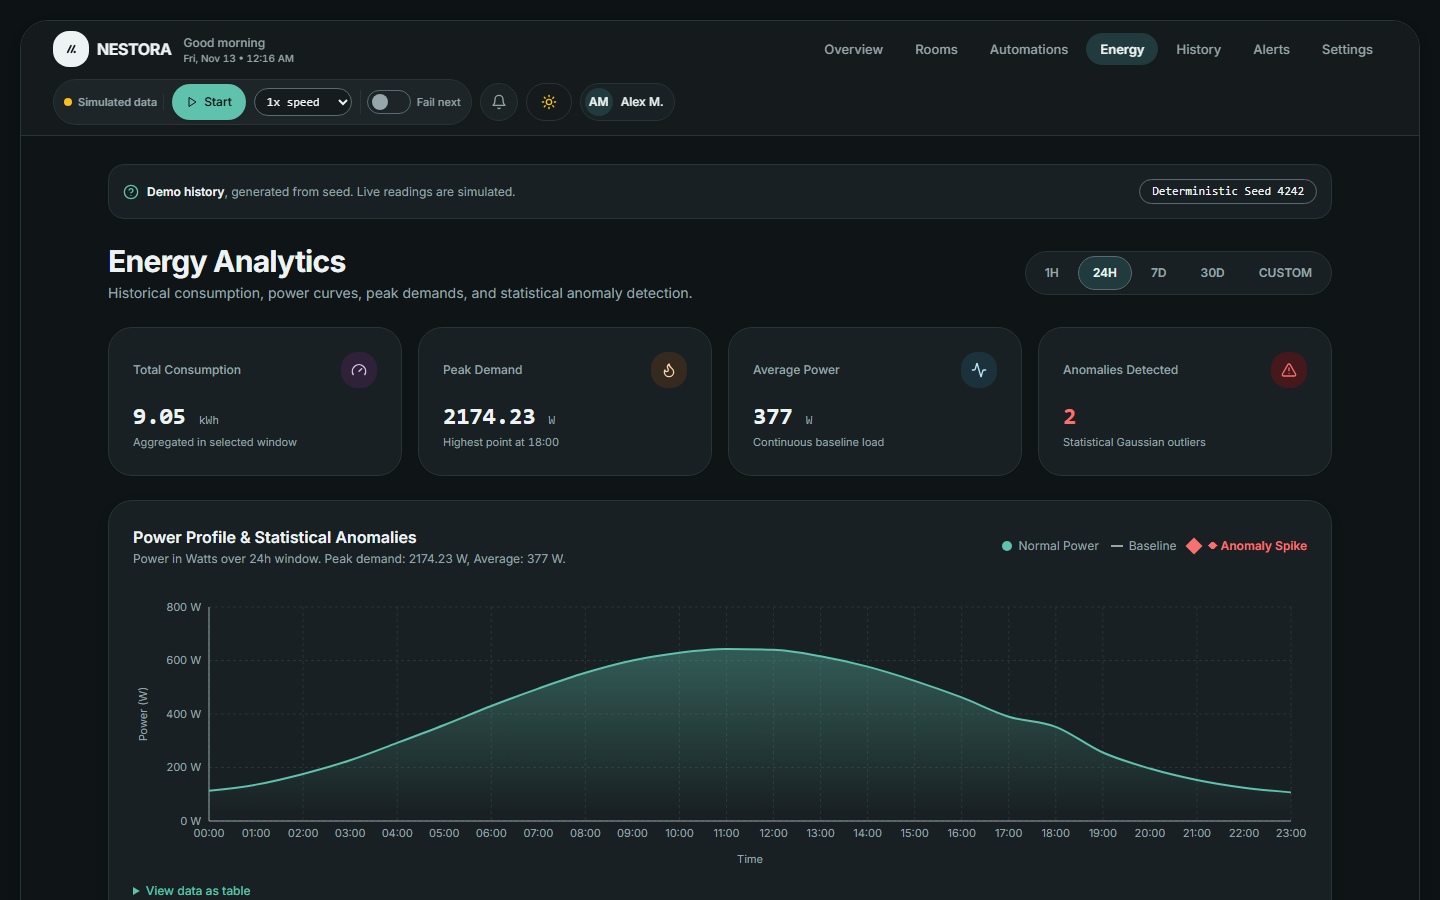 NESTORA
Good morning
Fri, Nov 13 • 12:16 AM
Overview
Rooms
Automations
Energy
History
Alerts
Settings
Simulated data
Start
1x speed
Fail next
AM
Alex M.
Demo history, generated from seed. Live readings are simulated.
Deterministic Seed 4242
Energy Analytics
Historical consumption, power curves, peak demands, and statistical anomaly detection.
1H
24H
7D
30D
CUSTOM
Total Consumption
9.05 kWh
Aggregated in selected window
Peak Demand
2174.23 W
Highest point at 18:00
Average Power
377 W
Continuous baseline load
Anomalies Detected
2
Statistical Gaussian outliers
Power Profile & Statistical Anomalies
Power in Watts over 24h window. Peak demand: 2174.23 W, Average: 377 W.
Normal Power
Baseline
Anomaly Spike
800 W
600 W
400 W
200 W
0 W
Power (W)
00:00 01:00 02:00 03:00 04:00 05:00 06:00 07:00 08:00 09:00 10:00 11:00 12:00 13:00 14:00 15:00 16:00 17:00 18:00 19:00 20:00 21:00 22:00 23:00
Time
View data as table